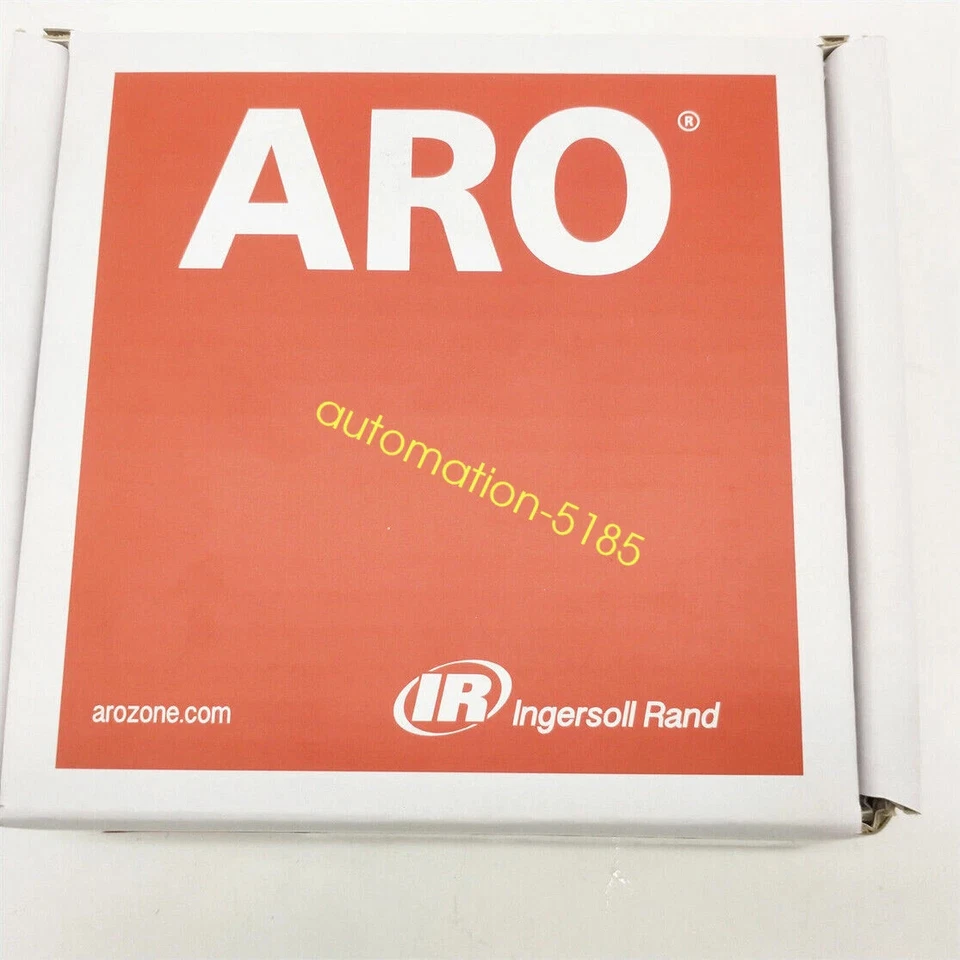 ARO®
automation-5185
arozone.com
IR Ingersoll Rand